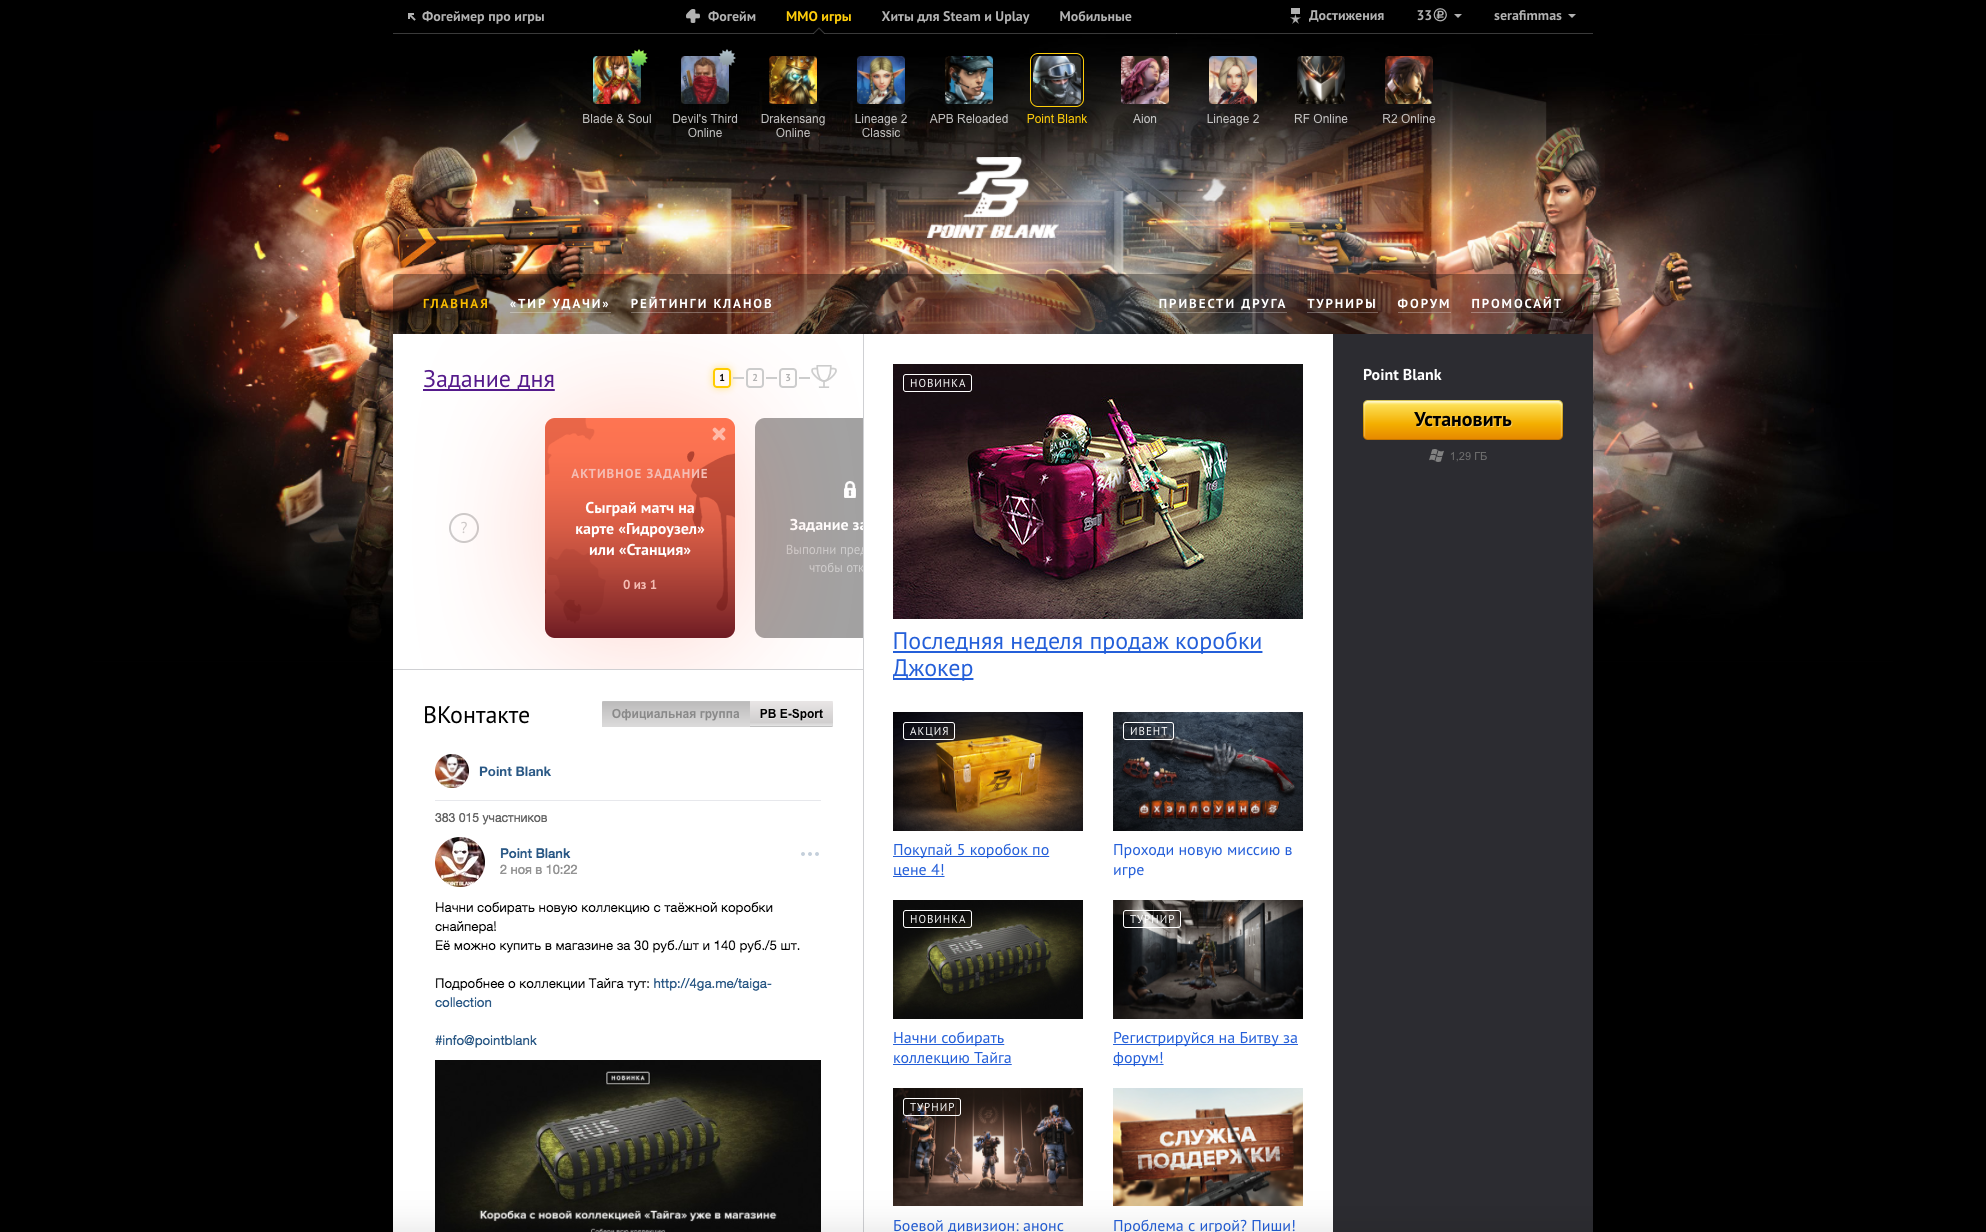 Фогеймер про игры
Фогейм
ММО игры
Хиты для Steam и Uplay
Мобильные
Достижения
33
serafimmas
Blade & Soul
Devil's Third
Online
Drakensang
Online
Lineage 2
Classic
APB Reloaded
Point Blank
Aion
Lineage 2
RF Online
R2 Online
PB
POINT BLANK
ГЛАВНАЯ
«ТИР УДАЧИ»
РЕЙТИНГИ КЛАНОВ
ПРИВЕСТИ ДРУГА
ТУРНИРЫ
ФОРУМ
ПРОМОСАЙТ
Задание дня
1
2
3
?
АКТИВНОЕ ЗАДАНИЕ
Сыграй матч на
карте «Гидроузел»
или «Станция»
0 из 1
Задание за
Выполни пред
чтобы отк
ВКонтакте
Официальная группа
PB E-Sport
Point Blank
383 015 участников
Point Blank
2 ноя в 10:22
Начни собирать новую коллекцию с таёжной коробки
снайпера!
Её можно купить в магазине за 30 руб./шт и 140 руб./5 шт.
Подробнее о коллекции Тайга тут: http://4ga.me/taiga-
collection
#info@pointblank
НОВИНКА
RUS
Коробка с новой коллекцией «Тайга» уже в магазине
НОВИНКА
Последняя неделя продаж коробки
Джокер
АКЦИЯ
Покупай 5 коробок по
цене 4!
ИВЕНТ
ХЭЛЛОУИН
Проходи новую миссию в
игре
НОВИНКА
RUS
Начни собирать
коллекцию Тайга
ТУРНИР
Регистрируйся на Битву за
форум!
ТУРНИР
Боевой дивизион: анонс
СЛУЖБА
ПОДДЕРЖКИ
Проблема с игрой? Пиши!
Point Blank
Установить
1,29 ГБ